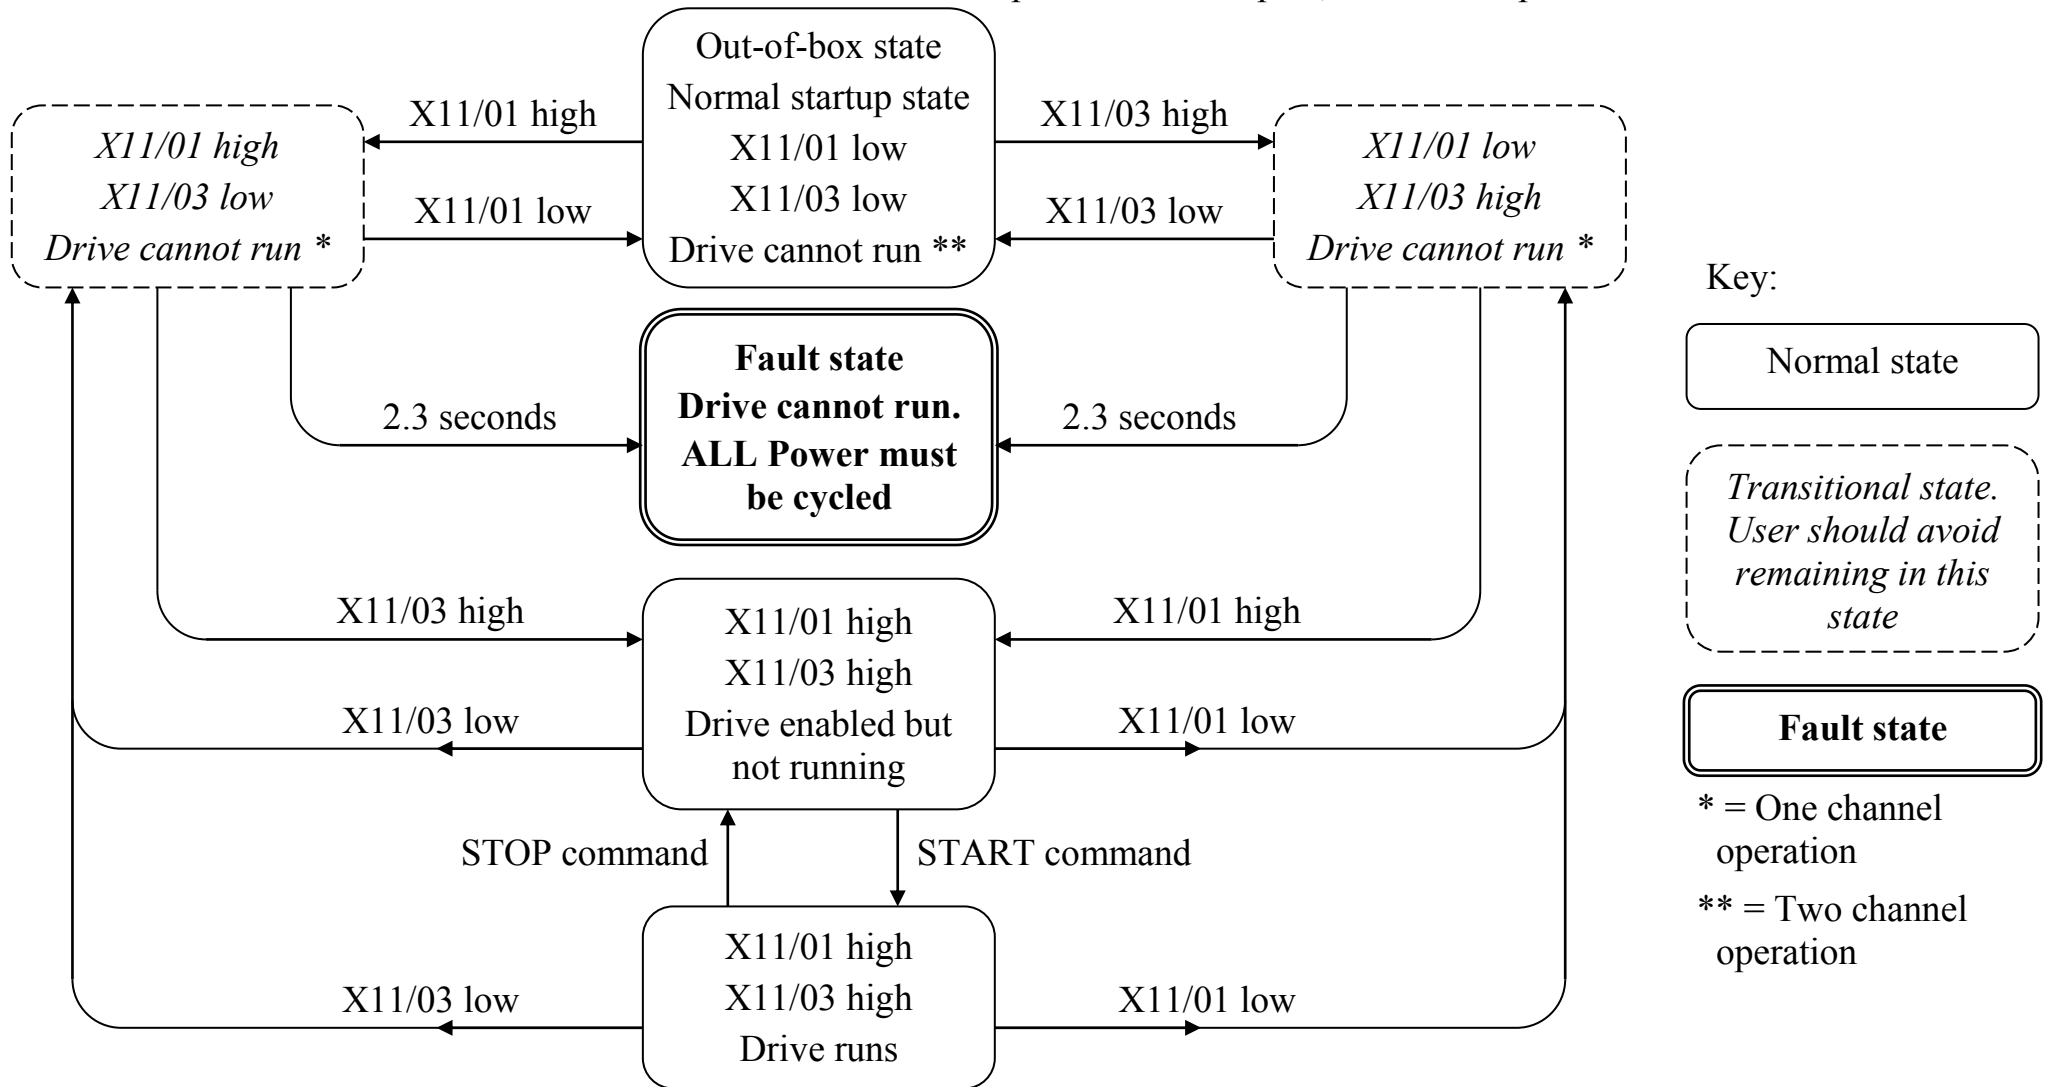 Out-of-box state
Normal startup state
X11/01 low
X11/03 low
Drive cannot run **
X11/01 high
X11/01 low
X11/03 high
X11/03 low
X11/01 high
X11/03 low
Drive cannot run *
X11/01 low
X11/03 high
Drive cannot run *
Fault state
Drive cannot run.
ALL Power must
be cycled
2.3 seconds
2.3 seconds
X11/03 high
X11/01 high
X11/01 high
X11/03 high
Drive enabled but
not running
X11/03 low
X11/01 low
STOP command
START command
X11/01 high
X11/03 high
Drive runs
X11/03 low
X11/01 low
Key:
Normal state
Transitional state.
User should avoid
remaining in this
state
Fault state
* = One channel
operation
** = Two channel
operation